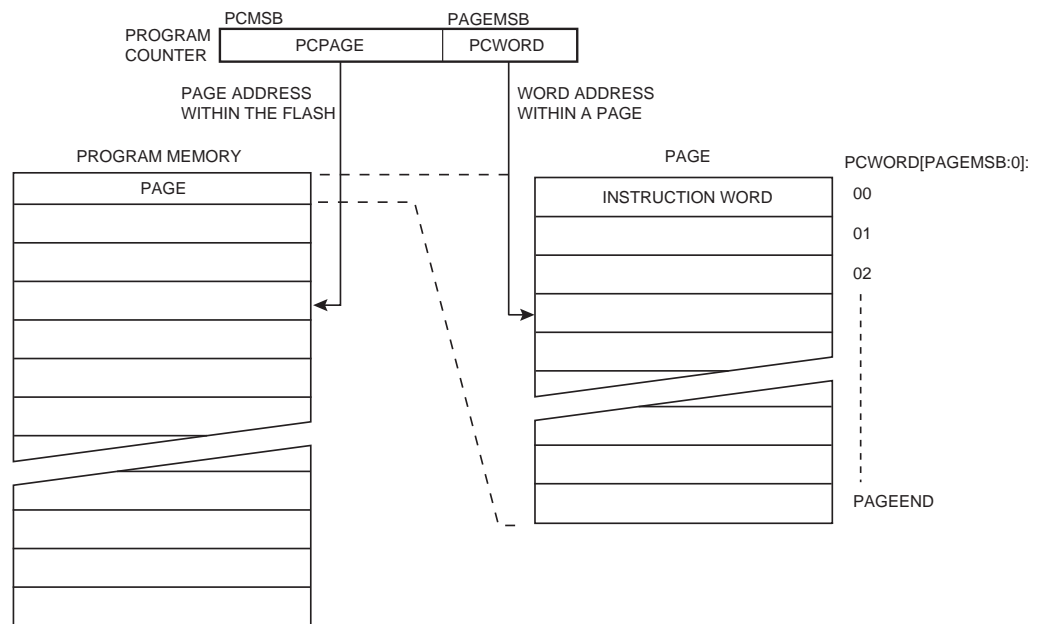 PCMSB
PAGEMSB
PROGRAM
COUNTER
PCPAGE
PCWORD
PAGE ADDRESS
WITHIN THE FLASH
WORD ADDRESS
WITHIN A PAGE
PROGRAM MEMORY
PAGE
PAGE
PCWORD[PAGEMSB:0]:
INSTRUCTION WORD
00
01
02
PAGEEND